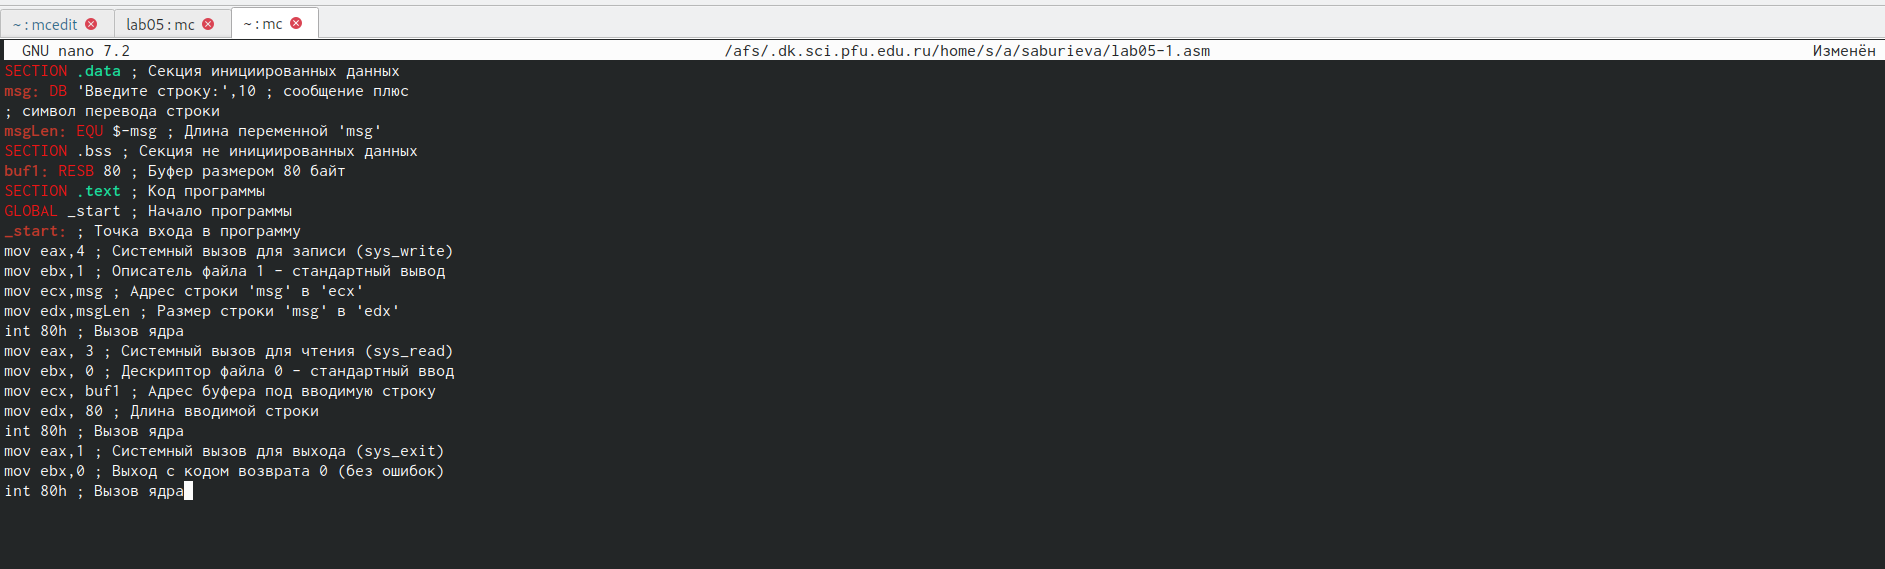 ~ : mcedit
lab05 : mc
~ : mc
GNU nano 7.2 /afs/.dk.sci.pfu.edu.ru/home/s/a/saburieva/lab05-1.asm Изменён
SECTION .data ; Секция инициированных данных
msg: DB 'Введите строку:',10 ; сообщение плюс
; символ перевода строки
msgLen: EQU $-msg ; Длина переменной 'msg'
SECTION .bss ; Секция не инициированных данных
buf1: RESB 80 ; Буфер размером 80 байт
SECTION .text ; Код программы
GLOBAL _start ; Начало программы
_start: ; Точка входа в программу
mov eax,4 ; Системный вызов для записи (sys_write)
mov ebx,1 ; Описатель файла 1 - стандартный вывод
mov ecx,msg ; Адрес строки 'msg' в 'ecx'
mov edx,msgLen ; Размер строки 'msg' в 'edx'
int 80h ; Вызов ядра
mov eax, 3 ; Системный вызов для чтения (sys_read)
mov ebx, 0 ; Дескриптор файла 0 - стандартный ввод
mov ecx, buf1 ; Адрес буфера под вводимую строку
mov edx, 80 ; Длина вводимой строки
int 80h ; Вызов ядра
mov eax,1 ; Системный вызов для выхода (sys_exit)
mov ebx,0 ; Выход с кодом возврата 0 (без ошибок)
int 80h ; Вызов ядра